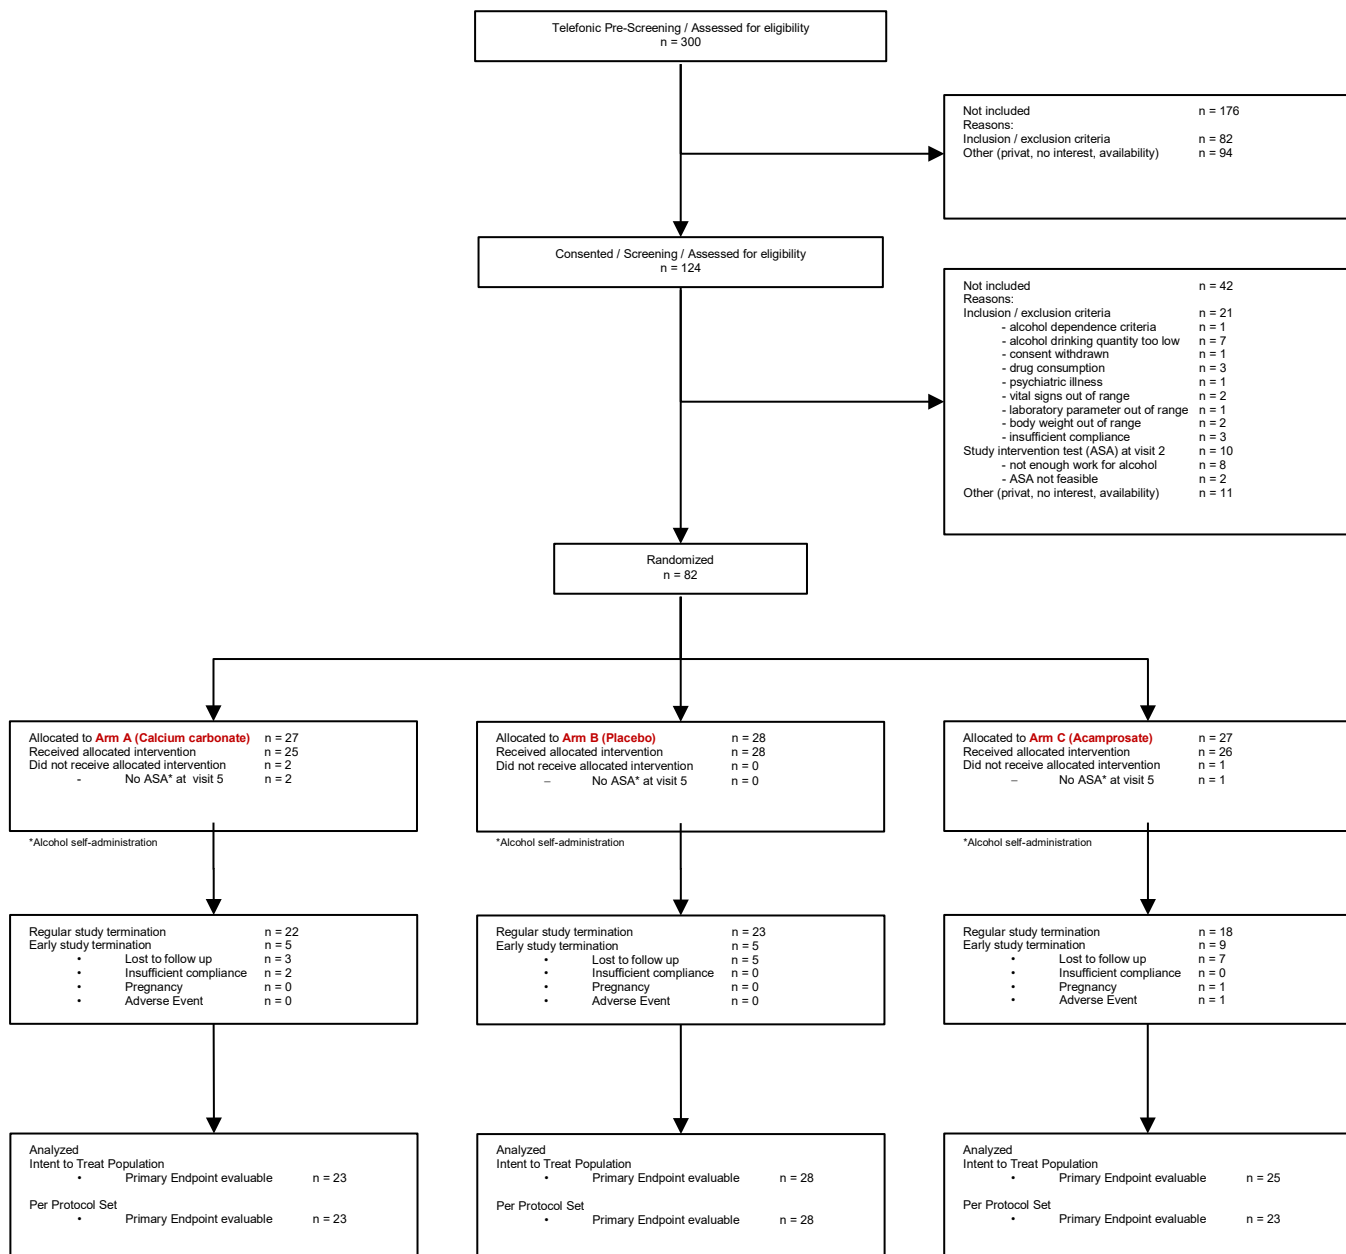 Telefonic Pre-Screening / Assessed for eligibility
n = 300
Not included n = 176
Reasons:
Inclusion / exclusion criteria n = 82
Other (privat, no interest, availability) n = 94
Consented / Screening / Assessed for eligibility
n = 124
Not included n = 42
Reasons:
Inclusion / exclusion criteria n = 21
- alcohol dependence criteria n = 1
- alcohol drinking quantity too low n = 7
- consent withdrawn n = 1
- drug consumption n = 3
- psychiatric illness n = 1
- vital signs out of range n = 2
- laboratory parameter out of range n = 1
- body weight out of range n = 2
- insufficient compliance n = 3
Study intervention test (ASA) at visit 2 n = 10
- not enough work for alcohol n = 8
- ASA not feasible n = 2
Other (privat, no interest, availability) n = 11
Randomized
n = 82
Allocated to Arm A (Calcium carbonate) n = 27
Received allocated intervention n = 25
Did not receive allocated intervention n = 2
- No ASA* at visit 5 n = 2
*Alcohol self-administration
Allocated to Arm B (Placebo) n = 28
Received allocated intervention n = 28
Did not receive allocated intervention n = 0
– No ASA* at visit 5 n = 0
*Alcohol self-administration
Allocated to Arm C (Acamprosate) n = 27
Received allocated intervention n = 26
Did not receive allocated intervention n = 1
– No ASA* at visit 5 n = 1
*Alcohol self-administration
Regular study termination n = 22
Early study termination n = 5
• Lost to follow up n = 3
• Insufficient compliance n = 2
• Pregnancy n = 0
• Adverse Event n = 0
Regular study termination n = 23
Early study termination n = 5
• Lost to follow up n = 5
• Insufficient compliance n = 0
• Pregnancy n = 0
• Adverse Event n = 0
Regular study termination n = 18
Early study termination n = 9
• Lost to follow up n = 7
• Insufficient compliance n = 0
• Pregnancy n = 1
• Adverse Event n = 1
Analyzed
Intent to Treat Population
• Primary Endpoint evaluable n = 23
Per Protocol Set
• Primary Endpoint evaluable n = 23
Analyzed
Intent to Treat Population
• Primary Endpoint evaluable n = 28
Per Protocol Set
• Primary Endpoint evaluable n = 28
Analyzed
Intent to Treat Population
• Primary Endpoint evaluable n = 25
Per Protocol Set
• Primary Endpoint evaluable n = 23